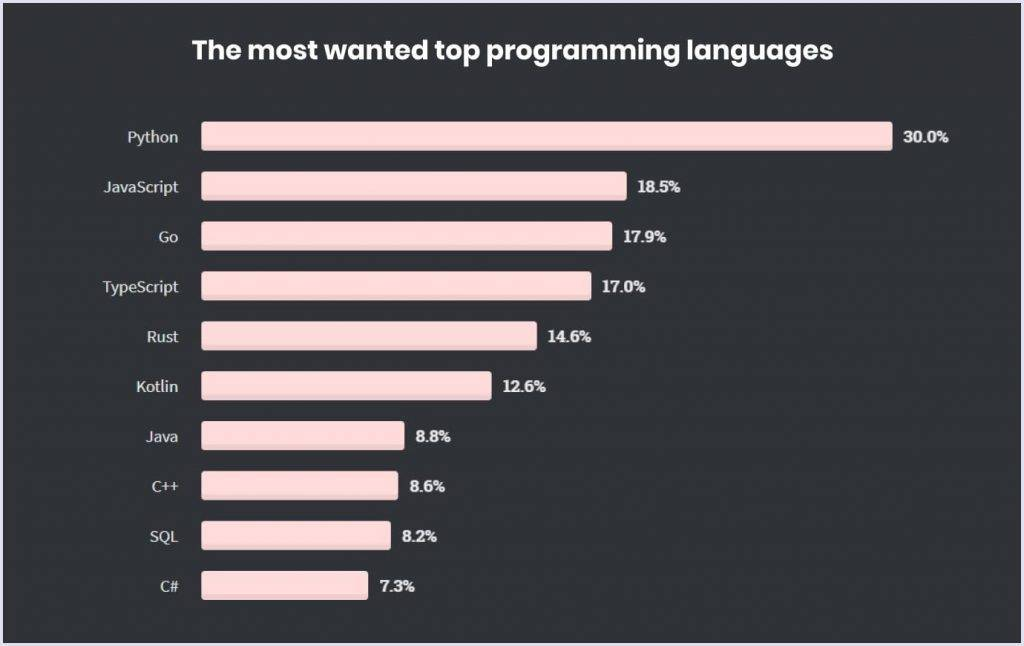 The most wanted top programming languages
Python 30.0%
JavaScript 18.5%
Go 17.9%
TypeScript 17.0%
Rust 14.6%
Kotlin 12.6%
Java 8.8%
C++ 8.6%
SQL 8.2%
C# 7.3%